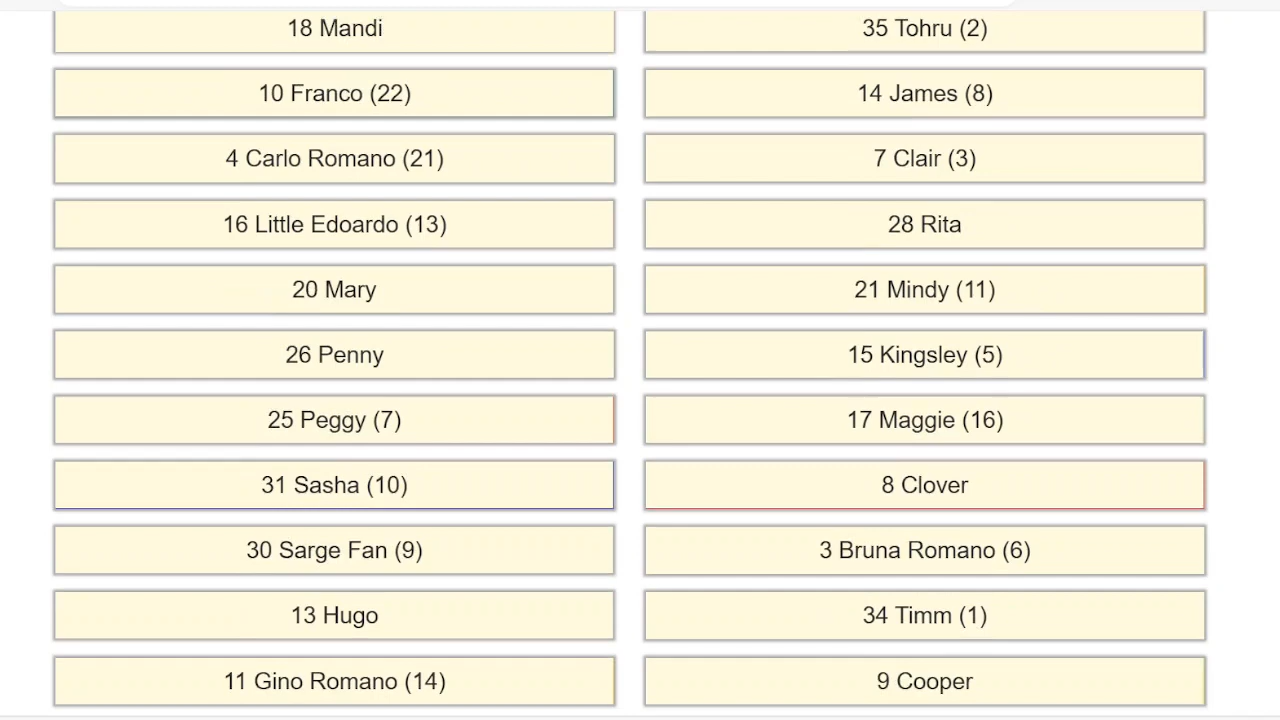 18 Mandi
35 Tohru (2)
10 Franco (22)
14 James (8)
4 Carlo Romano (21)
7 Clair (3)
16 Little Edoardo (13)
28 Rita
20 Mary
21 Mindy (11)
26 Penny
15 Kingsley (5)
25 Peggy (7)
17 Maggie (16)
31 Sasha (10)
8 Clover
30 Sarge Fan (9)
3 Bruna Romano (6)
13 Hugo
34 Timm (1)
11 Gino Romano (14)
9 Cooper